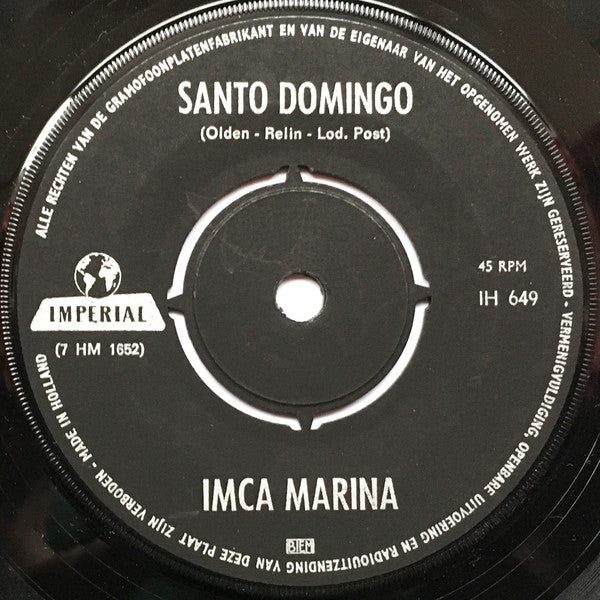 ALLE RECHTEN VAN DE GRAMOFOONPLATENFABRIKANT EN VAN DE EIGENAAR VAN HET OPGENOMEN WERK ZIJN GERESERVEERD · VERMENIGVULDIGING, OPENBARE UITVOERING EN RADIOUITZENDING VAN DEZE PLAAT ZIJN VERBODEN - MADE IN HOLLAND
SANTO DOMINGO
(Olden - Relin - Lod. Post)
45 RPM
IH 649
IMPERIAL
(7 HM 1652)
IMCA MARINA
BIEM